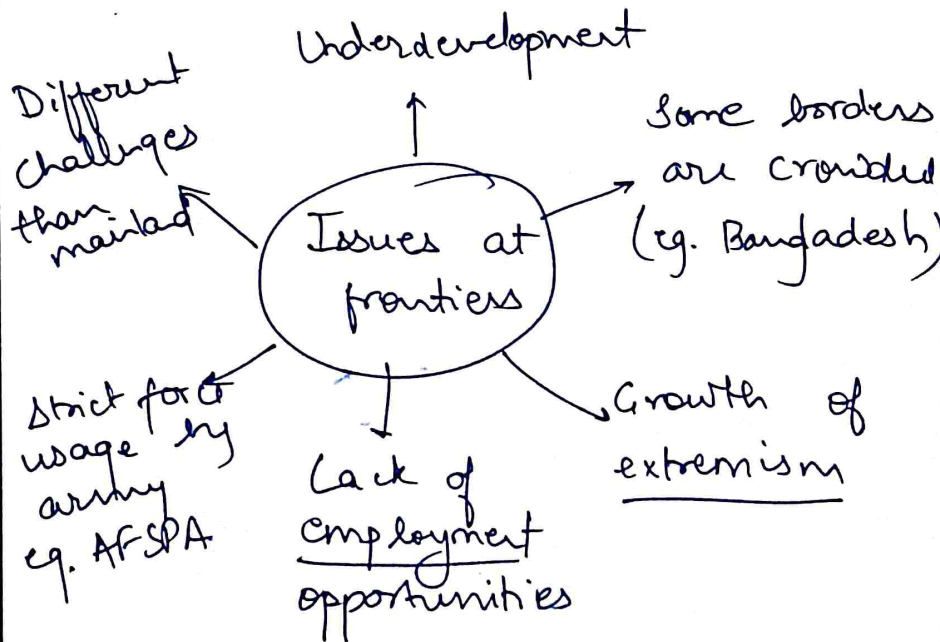 Underdevelopment
Different
challenges
than
mainlad
Some borders
are crowded
(eg. Bangladesh)
Issues at
frontiers
Strict force
usage by
army
eg. AFSPA
Lack of
employment
opportunities
Growth of
extremism